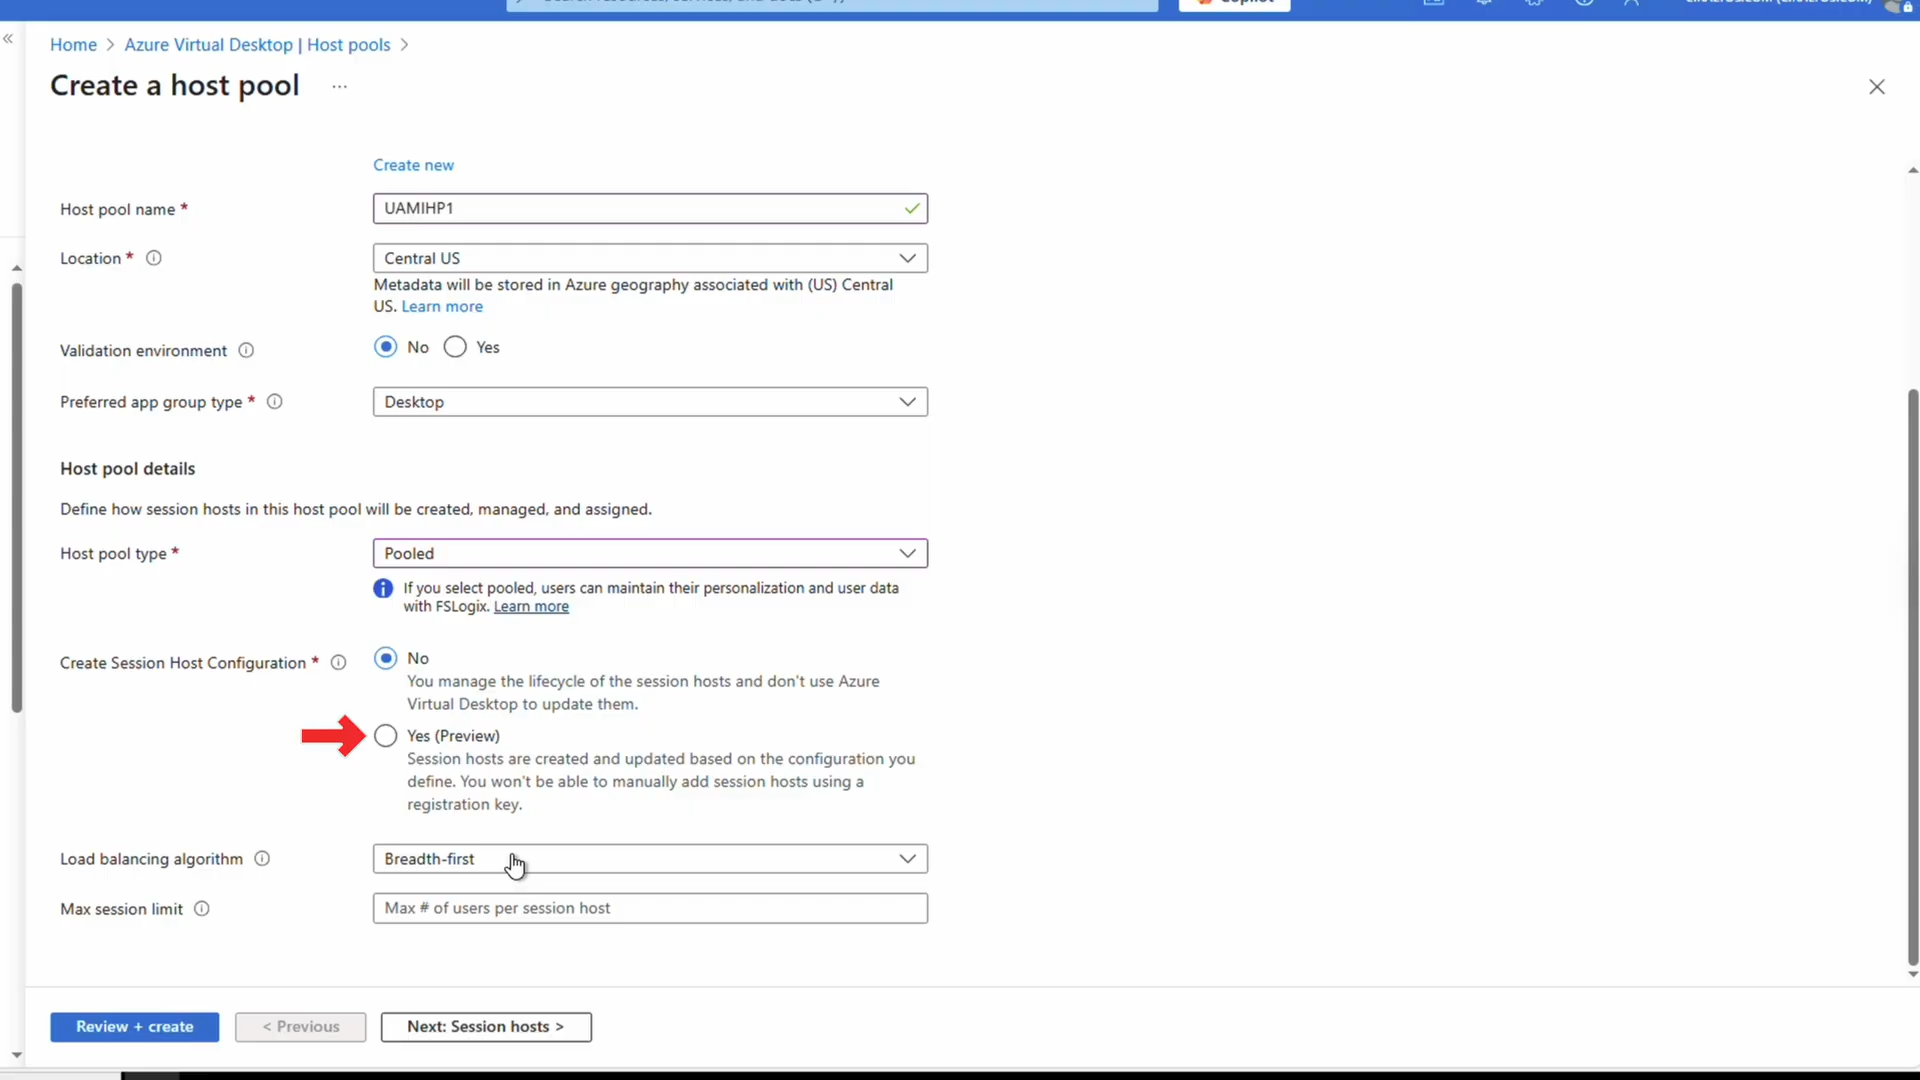 Copilot
Home > Azure Virtual Desktop | Host pools >
Create a host pool ...
Create new
Host pool name * UAMIHP1
Location * Central US
Metadata will be stored in Azure geography associated with (US) Central
US. Learn more
Validation environment No Yes
Preferred app group type * Desktop
Host pool details
Define how session hosts in this host pool will be created, managed, and assigned.
Host pool type * Pooled
If you select pooled, users can maintain their personalization and user data
with FSLogix. Learn more
Create Session Host Configuration * No
You manage the lifecycle of the session hosts and don't use Azure
Virtual Desktop to update them.
Yes (Preview)
Session hosts are created and updated based on the configuration you
define. You won't be able to manually add session hosts using a
registration key.
Load balancing algorithm Breadth-first
Max session limit Max # of users per session host
Review + create < Previous Next: Session hosts >